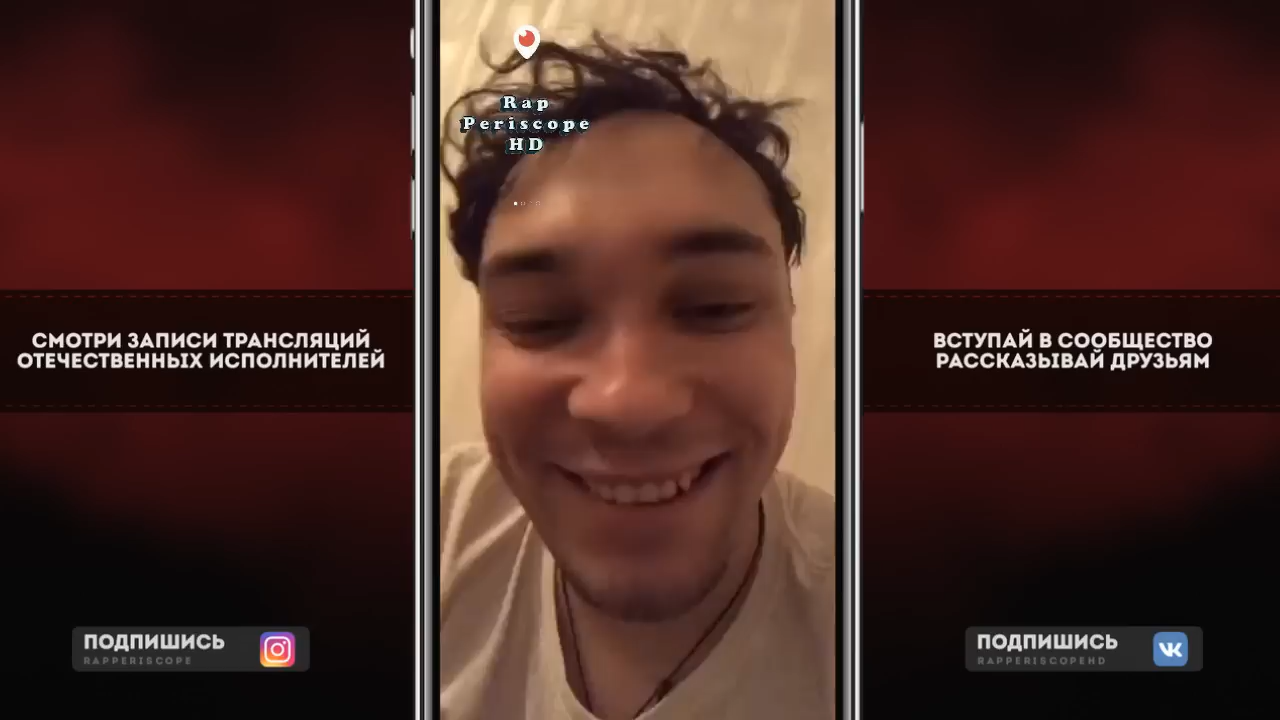 Rap
Periscope
HD
СМОТРИ ЗАПИСИ ТРАНСЛЯЦИЙ
ОТЕЧЕСТВЕННЫХ ИСПОЛНИТЕЛЕЙ
ВСТУПАЙ В СООБЩЕСТВО
РАССКАЗЫВАЙ ДРУЗЬЯМ
ПОДПИШИСЬ
RAPPERISCOPE
ПОДПИШИСЬ
RAPPERISCOPEHD